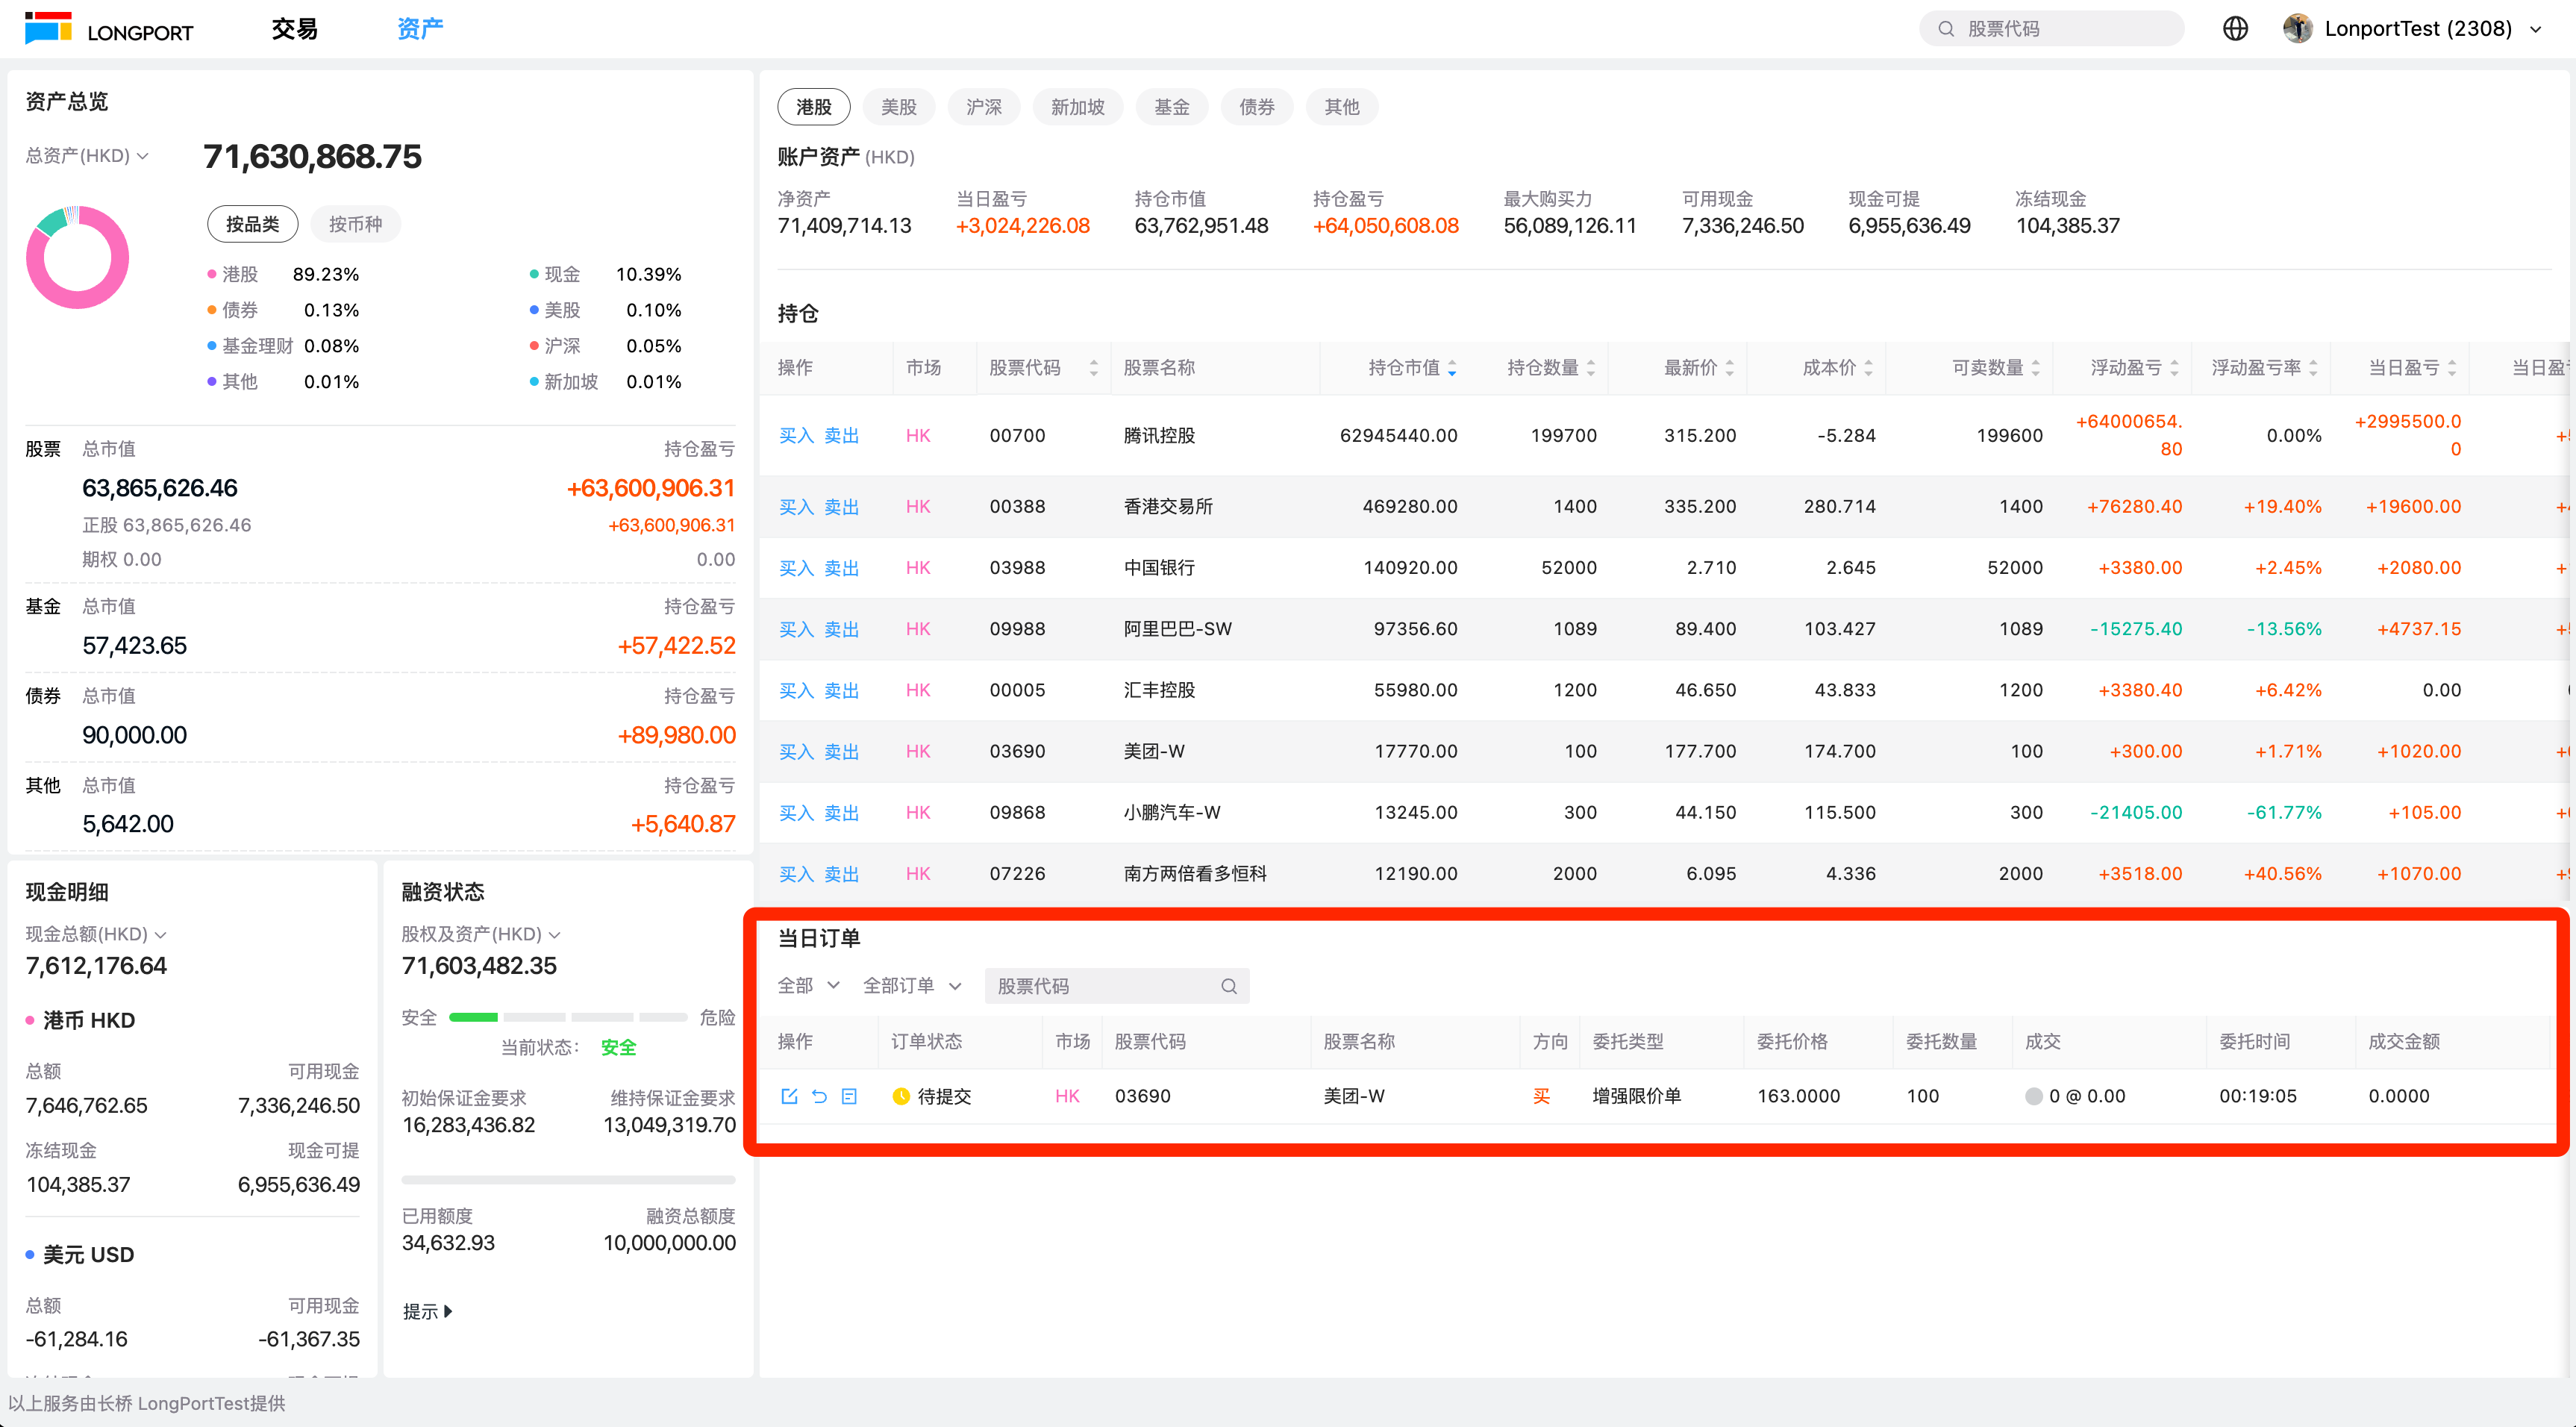 LONGPORT 交易 资产 股票代码 LonportTest (2308)
资产总览
总资产(HKD) 71,630,868.75
按品类 按币种
港股 89.23% 现金 10.39%
债券 0.13% 美股 0.10%
基金理财 0.08% 沪深 0.05%
其他 0.01% 新加坡 0.01%
股票 总市值 持仓盈亏
63,865,626.46 +63,600,906.31
正股 63,865,626.46 +63,600,906.31
期权 0.00 0.00
基金 总市值 持仓盈亏
57,423.65 +57,422.52
债券 总市值 持仓盈亏
90,000.00 +89,980.00
其他 总市值 持仓盈亏
5,642.00 +5,640.87
现金明细
现金总额(HKD)
7,612,176.64
港币 HKD
总额 可用现金
7,646,762.65 7,336,246.50
冻结现金 现金可提
104,385.37 6,955,636.49
美元 USD
总额 可用现金
-61,284.16 -61,367.35
融资状态
股权及资产(HKD)
71,603,482.35
安全 危险
当前状态： 安全
初始保证金要求 维持保证金要求
16,283,436.82 13,049,319.70
已用额度 融资总额度
34,632.93 10,000,000.00
提示
港股 美股 沪深 新加坡 基金 债券 其他
账户资产 (HKD)
净资产 当日盈亏 持仓市值 持仓盈亏 最大购买力 可用现金 现金可提 冻结现金
71,409,714.13 +3,024,226.08 63,762,951.48 +64,050,608.08 56,089,126.11 7,336,246.50 6,955,636.49 104,385.37
持仓
操作 市场 股票代码 股票名称 持仓市值 持仓数量 最新价 成本价 可卖数量 浮动盈亏 浮动盈亏率 当日盈亏 当日盈
买入 卖出 HK 00700 腾讯控股 62945440.00 199700 315.200 -5.284 199600 +64000654.80 0.00% +2995500.00
买入 卖出 HK 00388 香港交易所 469280.00 1400 335.200 280.714 1400 +76280.40 +19.40% +19600.00
买入 卖出 HK 03988 中国银行 140920.00 52000 2.710 2.645 52000 +3380.00 +2.45% +2080.00
买入 卖出 HK 09988 阿里巴巴-SW 97356.60 1089 89.400 103.427 1089 -15275.40 -13.56% +4737.15
买入 卖出 HK 00005 汇丰控股 55980.00 1200 46.650 43.833 1200 +3380.40 +6.42% 0.00
买入 卖出 HK 03690 美团-W 17770.00 100 177.700 174.700 100 +300.00 +1.71% +1020.00
买入 卖出 HK 09868 小鹏汽车-W 13245.00 300 44.150 115.500 300 -21405.00 -61.77% +105.00
买入 卖出 HK 07226 南方两倍看多恒科 12190.00 2000 6.095 4.336 2000 +3518.00 +40.56% +1070.00
当日订单
全部 全部订单 股票代码
操作 订单状态 市场 股票代码 股票名称 方向 委托类型 委托价格 委托数量 成交 委托时间 成交金额
待提交 HK 03690 美团-W 买 增强限价单 163.0000 100 0 @ 0.00 00:19:05 0.0000
以上服务由长桥 LongPortTest提供